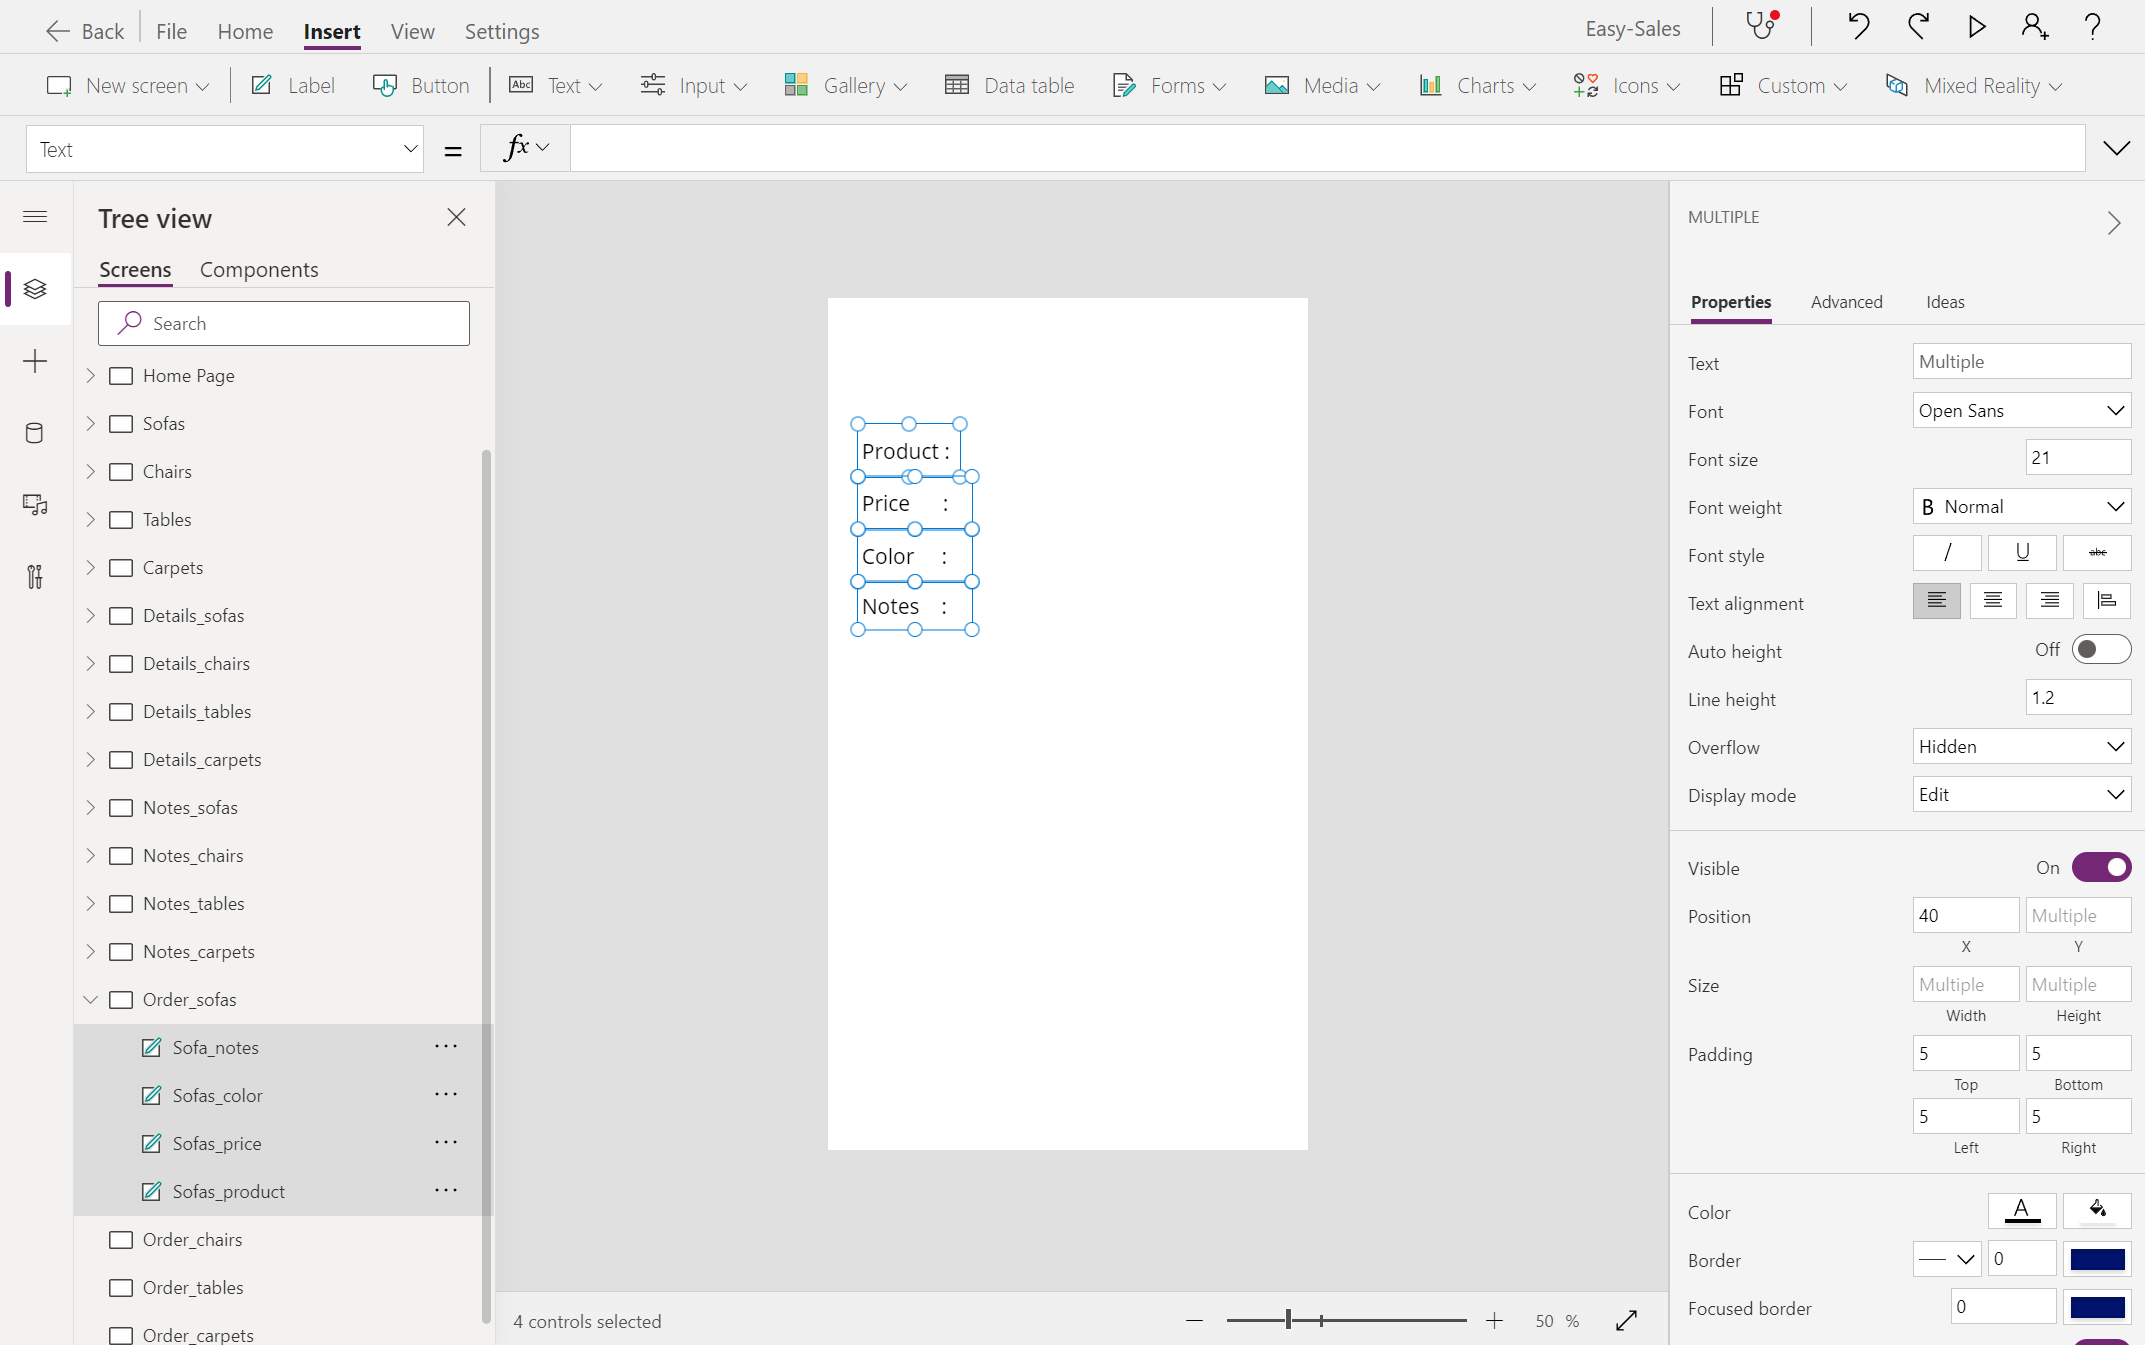 Back File Home Insert View Settings Easy-Sales
New screen Label Button Abc Text Input Gallery Data table Forms Media Charts Icons Custom Mixed Reality
Text = fx
Tree view
Screens Components
Search
Home Page
Sofas
Chairs
Tables
Carpets
Details_sofas
Details_chairs
Details_tables
Details_carpets
Notes_sofas
Notes_chairs
Notes_tables
Notes_carpets
Order_sofas
Sofa_notes ...
Sofas_color ...
Sofas_price ...
Sofas_product ...
Order_chairs
Order_tables
Order_carpets
Product :
Price :
Color :
Notes :
4 controls selected
50 %
MULTIPLE
Properties Advanced Ideas
Text Multiple
Font Open Sans
Font size 21
Font weight B Normal
Font style / U abc
Text alignment
Auto height Off
Line height 1.2
Overflow Hidden
Display mode Edit
Visible On
Position 40 Multiple
X Y
Size Multiple Multiple
Width Height
Padding 5 5
Top Bottom
5 5
Left Right
Color A
Border 0
Focused border 0